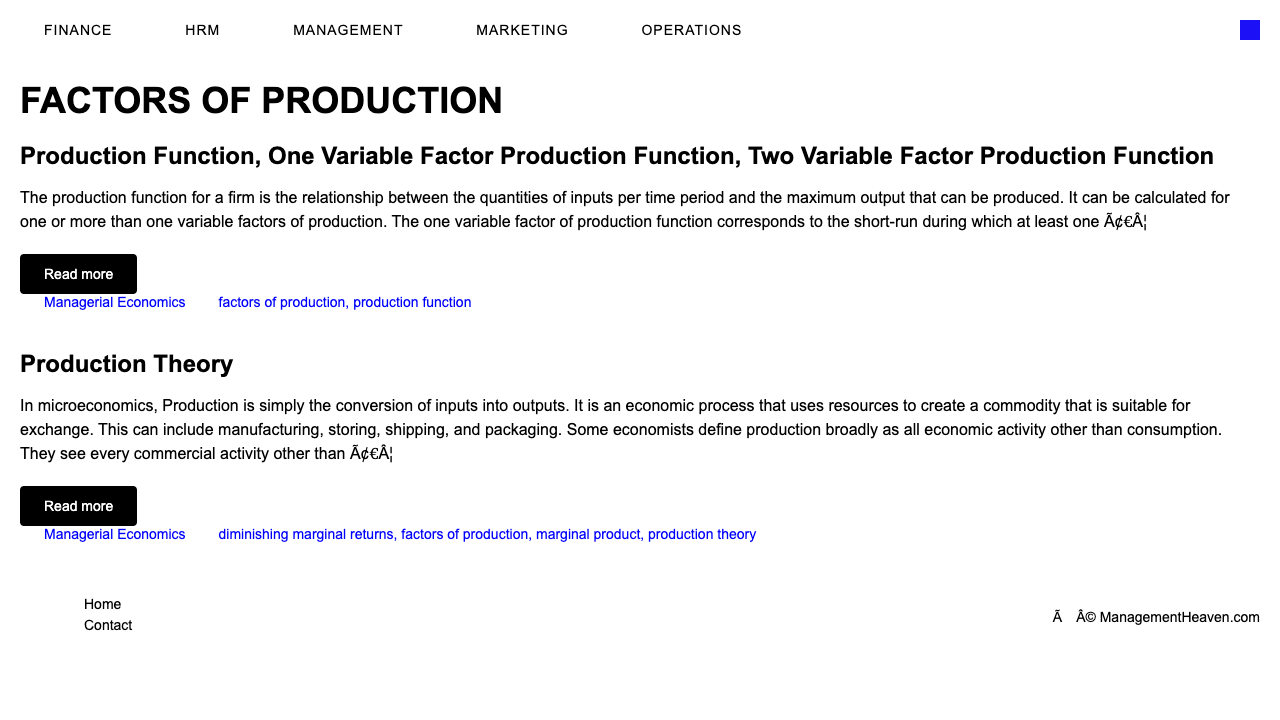 FINANCE HRM MANAGEMENT MARKETING OPERATIONS
FACTORS OF PRODUCTION
Production Function, One Variable Factor Production Function, Two Variable Factor Production Function
The production function for a firm is the relationship between the quantities of inputs per time period and the maximum output that can be produced. It can be calculated for
one or more than one variable factors of production. The one variable factor of production function corresponds to the short-run during which at least one Ã¢€Â¦
Read more
Managerial Economics factors of production, production function
Production Theory
In microeconomics, Production is simply the conversion of inputs into outputs. It is an economic process that uses resources to create a commodity that is suitable for
exchange. This can include manufacturing, storing, shipping, and packaging. Some economists define production broadly as all economic activity other than consumption.
They see every commercial activity other than Ã¢€Â¦
Read more
Managerial Economics diminishing marginal returns, factors of production, marginal product, production theory
Home
Contact
Ã Â© ManagementHeaven.com